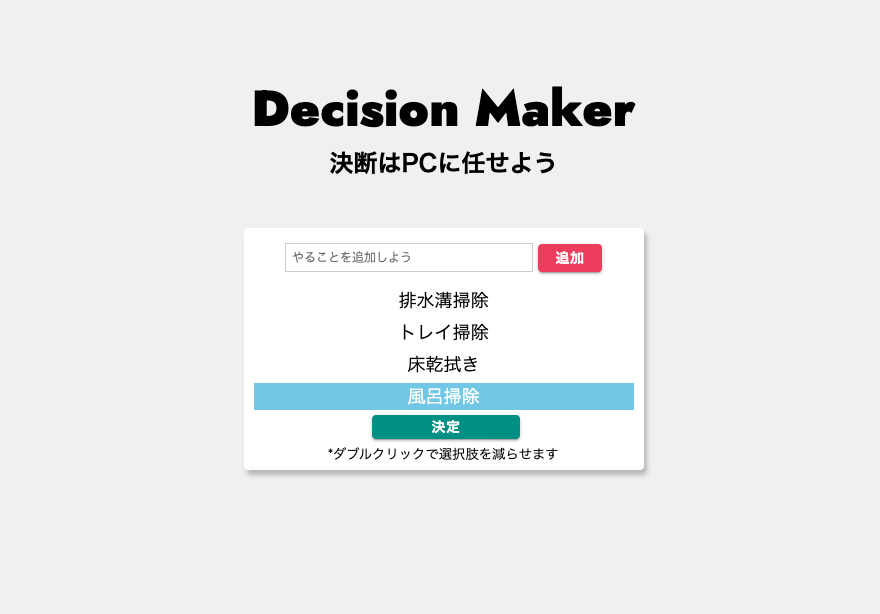 Decision Maker
決断はPCに任せよう
やることを追加しよう 追加
排水溝掃除
トレイ掃除
床乾拭き
風呂掃除
決定
*ダブルクリックで選択肢を減らせます